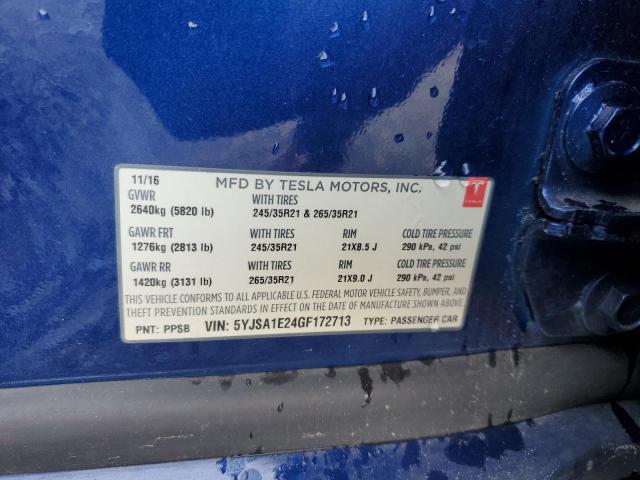 11/16 MFD BY TESLA MOTORS, INC.
GVWR WITH TIRES
2640kg (5820 lb) 245/35R21 & 265/35R21
GAWR FRT WITH TIRES RIM COLD TIRE PRESSURE
1276kg (2813 lb) 245/35R21 21X8.5 J 290 kPa, 42 psi
GAWR RR WITH TIRES RIM COLD TIRE PRESSURE
1420kg (3131 lb) 265/35R21 21X9.0 J 290 kPa, 42 psi
THIS VEHICLE CONFORMS TO ALL APPLICABLE U.S. FEDERAL MOTOR VEHICLE SAFETY, BUMPER, AND
THEFT PREVENTION STANDARDS IN EFFECT ON THE DATE OF MANUFACTURE SHOWN ABOVE.
PNT: PPSB VIN: 5YJSA1E24GF172713 TYPE: PASSENGER CAR
TESLA